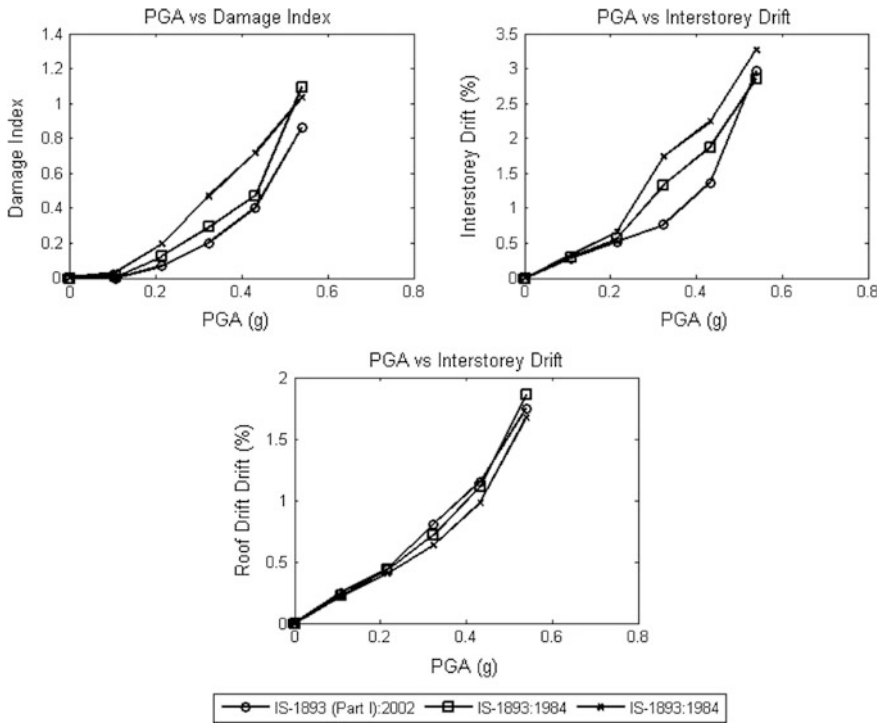 PGA vs Damage Index
1.4
1.2
1
0.8
0.6
0.4
0.2
0
0 0.2 0.4 0.6 0.8
Damage Index
PGA (g)
PGA vs Interstorey Drift
3.5
3
2.5
2
1.5
1
0.5
0
0 0.2 0.4 0.6 0.8
Interstorey Drift (%)
PGA (g)
PGA vs Interstorey Drift
2
1.5
1
0.5
0
0 0.2 0.4 0.6 0.8
Roof Drift Drift (%)
PGA (g)
IS-1893 (Part I):2002 IS-1893:1984 IS-1893:1984